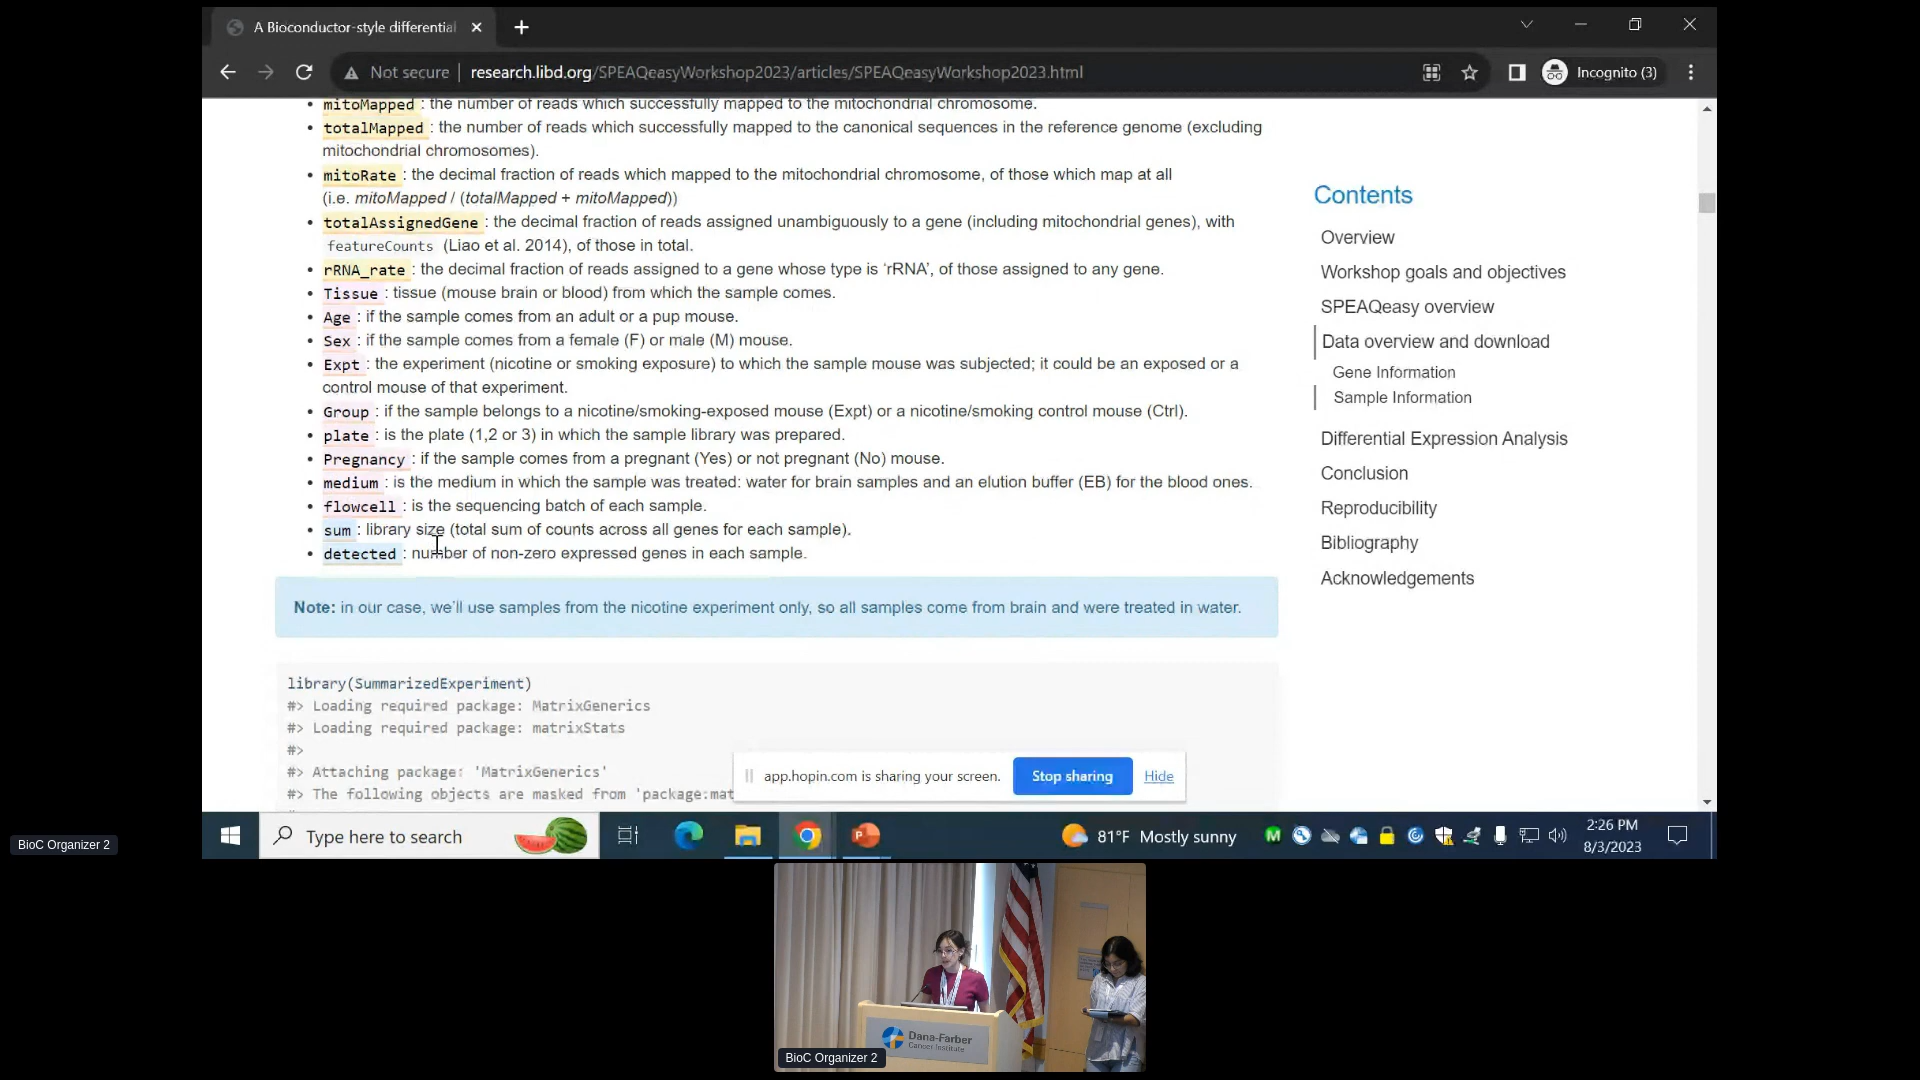 A Bioconductor-style differential
Not secure
research.libd.org/SPEAQeasyWorkshop2023/articles/SPEAQeasyWorkshop2023.html
Incognito (3)
mitoMapped : the number of reads which successfully mapped to the mitochondrial chromosome.
totalMapped : the number of reads which successfully mapped to the canonical sequences in the reference genome (excluding
mitochondrial chromosomes).
mitoRate : the decimal fraction of reads which mapped to the mitochondrial chromosome, of those which map at all
(i.e. mitoMapped / (totalMapped + mitoMapped))
totalAssignedGene : the decimal fraction of reads assigned unambiguously to a gene (including mitochondrial genes), with
featureCounts (Liao et al. 2014), of those in total.
rRNA_rate : the decimal fraction of reads assigned to a gene whose type is ‘rRNA’, of those assigned to any gene.
Tissue : tissue (mouse brain or blood) from which the sample comes.
Age : if the sample comes from an adult or a pup mouse.
Sex : if the sample comes from a female (F) or male (M) mouse.
Expt : the experiment (nicotine or smoking exposure) to which the sample mouse was subjected; it could be an exposed or a
control mouse of that experiment.
Group : if the sample belongs to a nicotine/smoking-exposed mouse (Expt) or a nicotine/smoking control mouse (Ctrl).
plate : is the plate (1,2 or 3) in which the sample library was prepared.
Pregnancy : if the sample comes from a pregnant (Yes) or not pregnant (No) mouse.
medium : is the medium in which the sample was treated: water for brain samples and an elution buffer (EB) for the blood ones.
flowcell : is the sequencing batch of each sample.
sum : library size (total sum of counts across all genes for each sample).
detected : number of non-zero expressed genes in each sample.
Note: in our case, we’ll use samples from the nicotine experiment only, so all samples come from brain and were treated in water.
library(SummarizedExperiment)
#> Loading required package: MatrixGenerics
#> Loading required package: matrixStats
#>
#> Attaching package: 'MatrixGenerics'
#> The following objects are masked from 'package:mat
Contents
Overview
Workshop goals and objectives
SPEAQeasy overview
Data overview and download
Gene Information
Sample Information
Differential Expression Analysis
Conclusion
Reproducibility
Bibliography
Acknowledgements
app.hopin.com is sharing your screen.
Stop sharing
Hide
Type here to search
81°F Mostly sunny
2:26 PM
8/3/2023
BioC Organizer 2
Dana-Farber
Cancer Institute
BioC Organizer 2